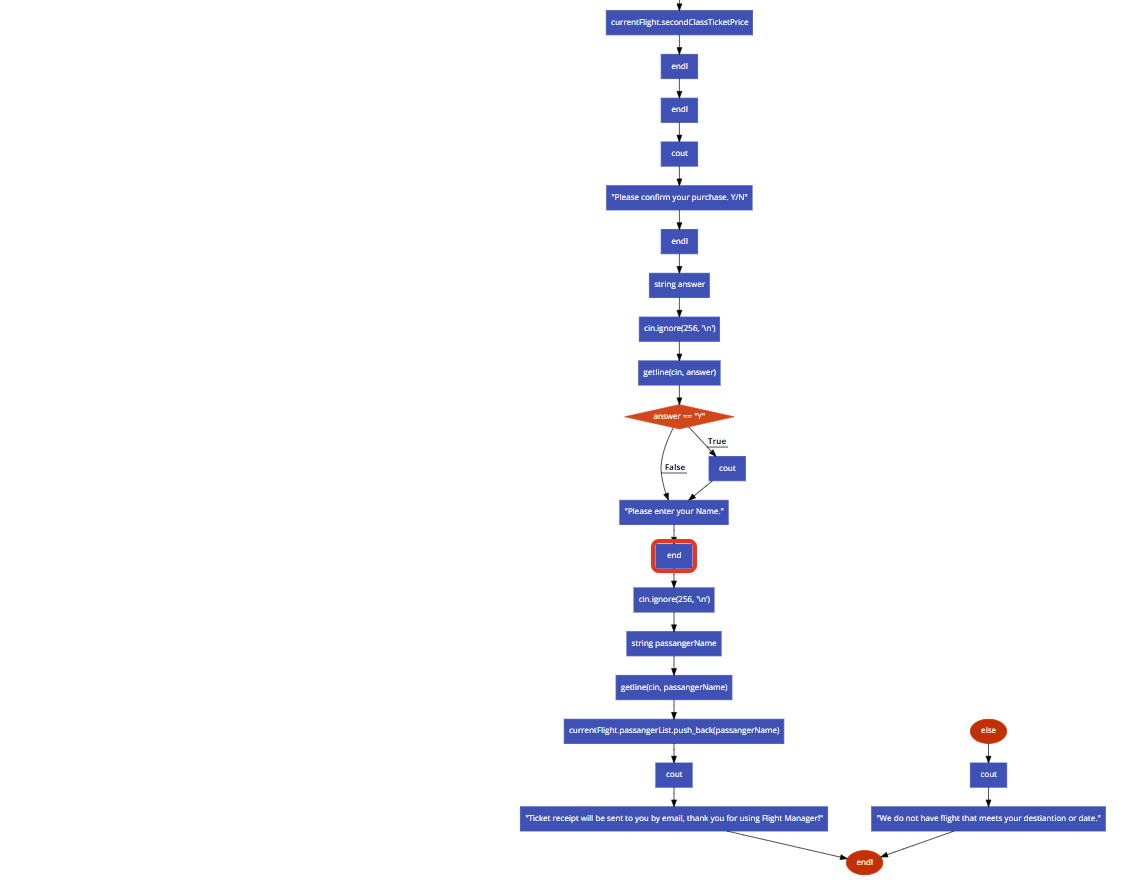 currentFlight.secondClassTicketPrice
endl
endl
cout
"Please confirm your purchase. Y/N"
endl
string answer
cin.ignore(256, '\n')
getline(cin, answer)
answer == "Y"
True
False
cout
"Please enter your Name."
end
cin.ignore(256, '\n')
string passangerName
getline(cin, passangerName)
currentFlight.passangerList.push_back(passangerName)
else
cout
cout
"Ticket receipt will be sent to you by email, thank you for using Flight Manager!"
"We do not have flight that meets your destiantion or date."
endl